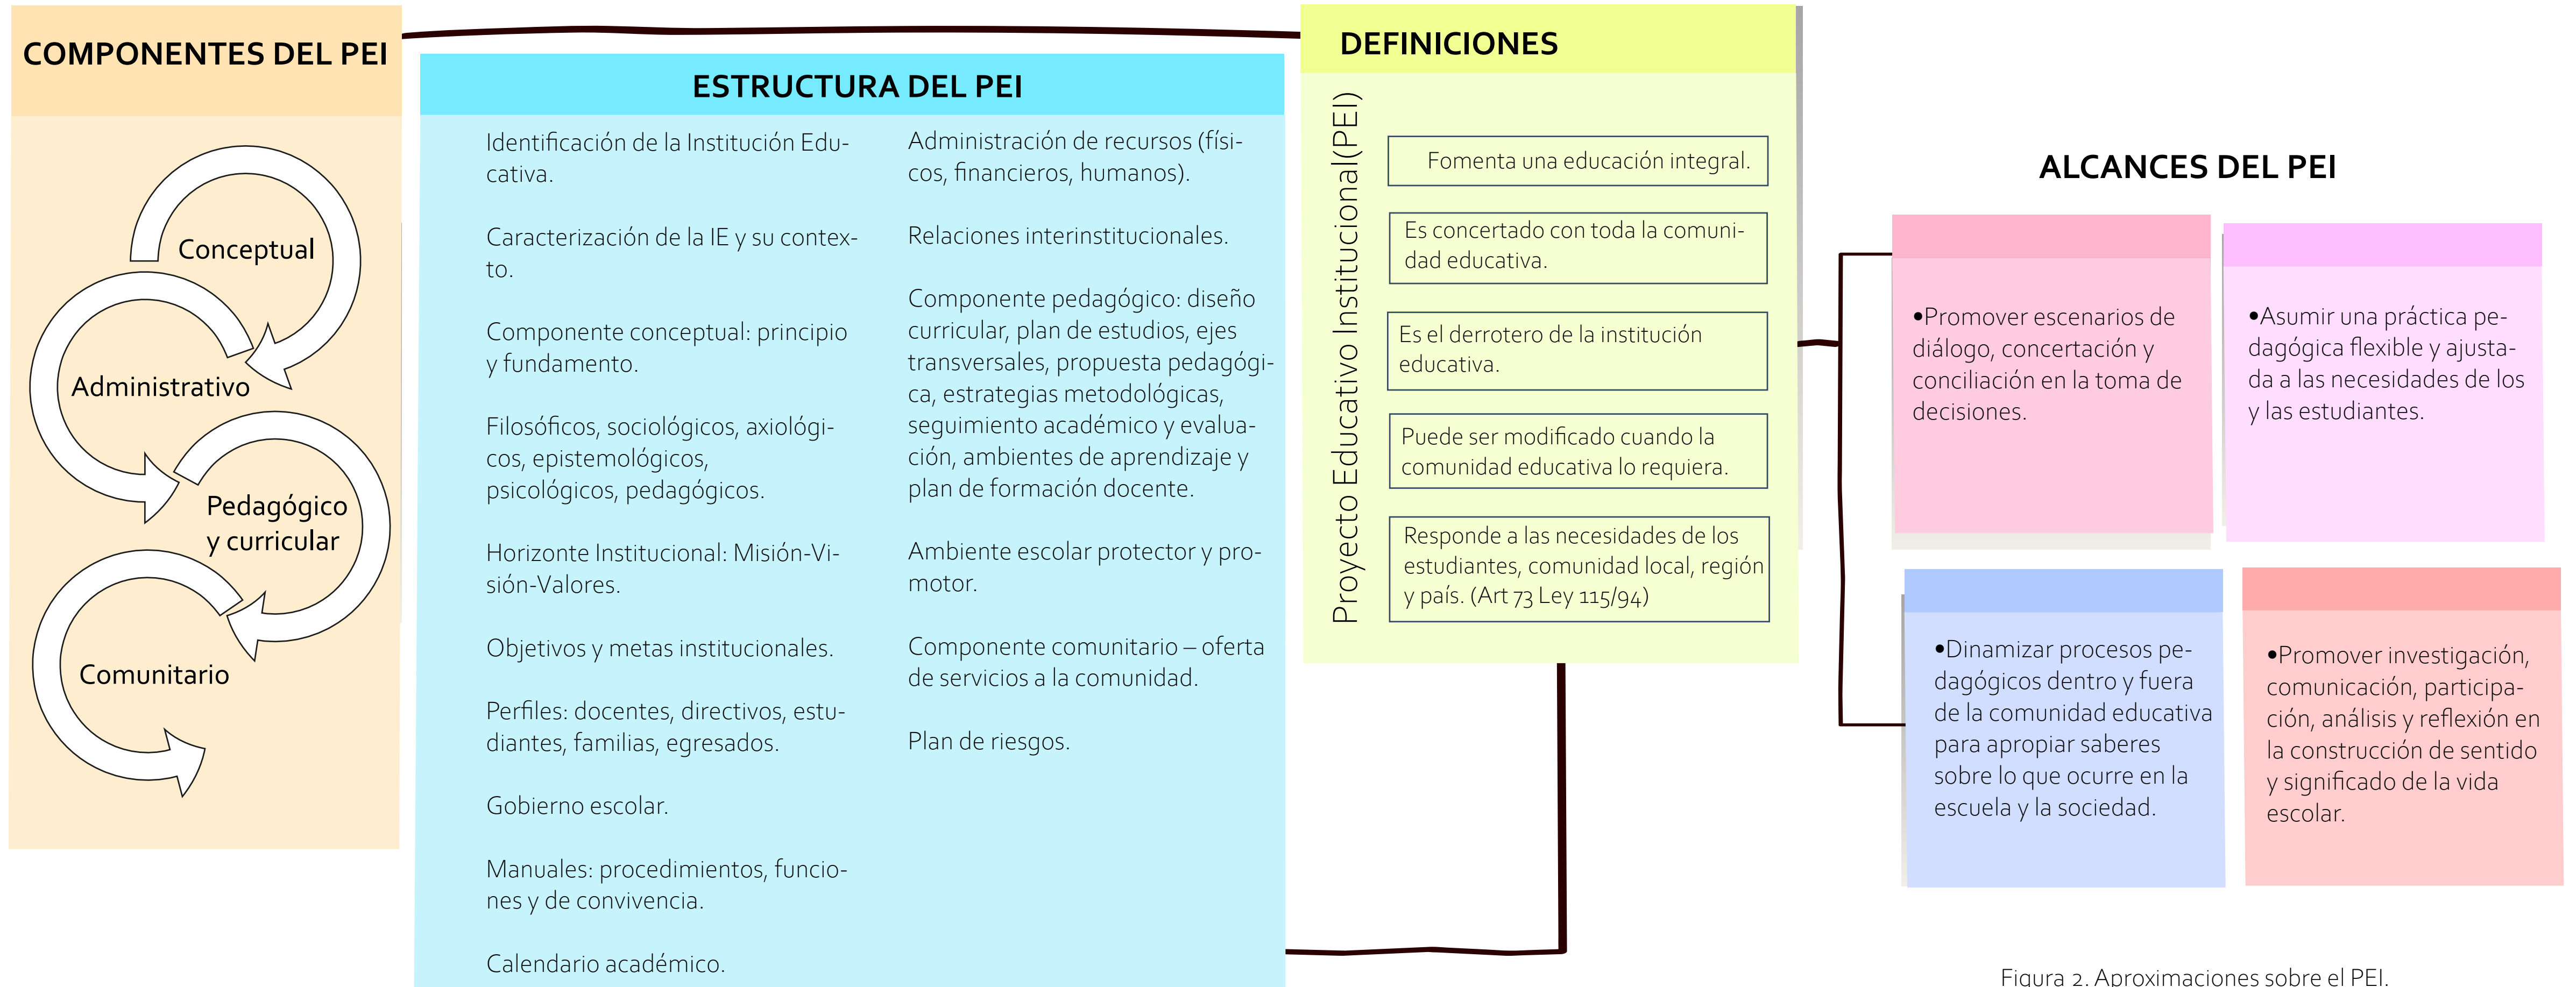 COMPONENTES DEL PEI
Conceptual
Administrativo
Pedagógico
y curricular
Comunitario
ESTRUCTURA DEL PEI
Identificación de la Institución Edu-
cativa.
Caracterización de la IE y su contex-
to.
Componente conceptual: principio
y fundamento.
Filosóficos, sociológicos, axiológi-
cos, epistemológicos,
psicológicos, pedagógicos.
Horizonte Institucional: Misión-Vi-
sión-Valores.
Objetivos y metas institucionales.
Perfiles: docentes, directivos, estu-
diantes, familias, egresados.
Gobierno escolar.
Manuales: procedimientos, funcio-
nes y de convivencia.
Calendario académico.
Administración de recursos (físi-
cos, financieros, humanos).
Relaciones interinstitucionales.
Componente pedagógico: diseño
curricular, plan de estudios, ejes
transversales, propuesta pedagógi-
ca, estrategias metodológicas,
seguimiento académico y evalua-
ción, ambientes de aprendizaje y
plan de formación docente.
Ambiente escolar protector y pro-
motor.
Componente comunitario – oferta
de servicios a la comunidad.
Plan de riesgos.
DEFINICIONES
Proyecto Educativo Institucional(PEI)
Fomenta una educación integral.
Es concertado con toda la comuni-
dad educativa.
Es el derrotero de la institución
educativa.
Puede ser modificado cuando la
comunidad educativa lo requiera.
Responde a las necesidades de los
estudiantes, comunidad local, región
y país. (Art 73 Ley 115/94)
ALCANCES DEL PEI
•Promover escenarios de
diálogo, concertación y
conciliación en la toma de
decisiones.
•Asumir una práctica pe-
dagógica flexible y ajusta-
da a las necesidades de los
y las estudiantes.
•Dinamizar procesos pe-
dagógicos dentro y fuera
de la comunidad educativa
para apropiar saberes
sobre lo que ocurre en la
escuela y la sociedad.
•Promover investigación,
comunicación, participa-
ción, análisis y reflexión en
la construcción de sentido
y significado de la vida
escolar.
Figura 2. Aproximaciones sobre el PEI.